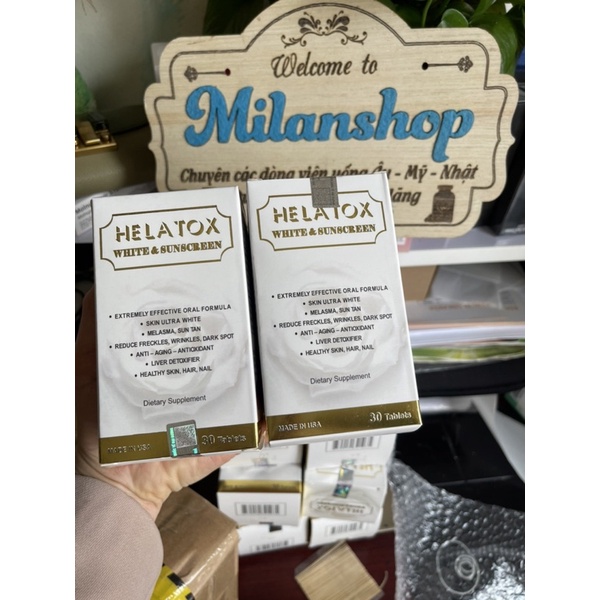 Welcome to
Milanshop
Chuyên các dòng viên uống Âu - Mỹ - Nhật
HELATOX
WHITE & SUNSCREEN
• EXTREMELY EFFECTIVE ORAL FORMULA
• SKIN ULTRA WHITE
• MELASMA, SUN TAN
• REDUCE FRECKLES, WRINKLES, DARK SPOT
• ANTI – AGING – ANTIOXIDANT
• LIVER DETOXIFIER
• HEALTHY SKIN, HAIR, NAIL
Dietary Supplement
MADE IN USA
30 Tablets
HELATOX
WHITE & SUNSCREEN
• EXTREMELY EFFECTIVE ORAL FORMULA
• SKIN ULTRA WHITE
• MELASMA, SUN TAN
• REDUCE FRECKLES, WRINKLES, DARK SPOT
• ANTI – AGING – ANTIOXIDANT
• LIVER DETOXIFIER
• HEALTHY SKIN, HAIR, NAIL
Dietary Supplement
MADE IN USA
30 Tablets
HELATOX